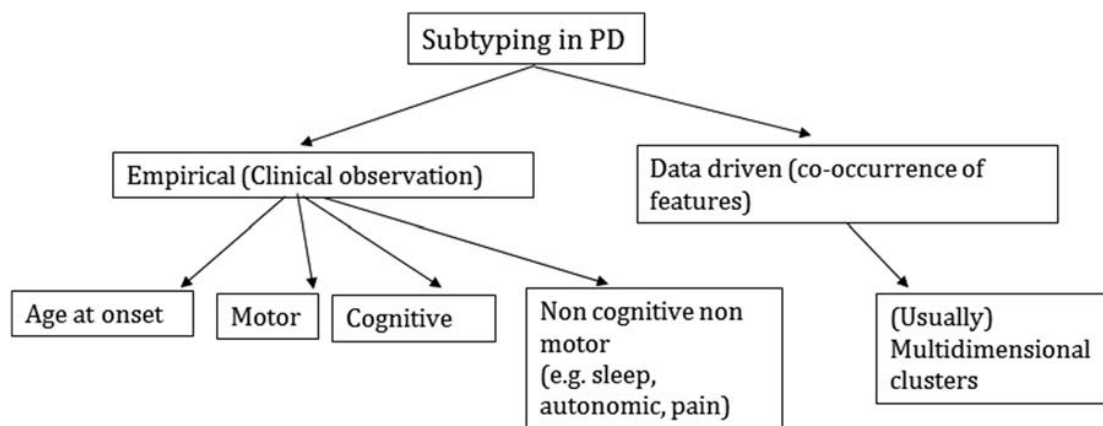 Subtyping in PD
Empirical (Clinical observation)
Data driven (co-occurrence of
features)
Age at onset
Motor
Cognitive
Non cognitive non
motor
(e.g. sleep,
autonomic, pain)
(Usually)
Multidimensional
clusters